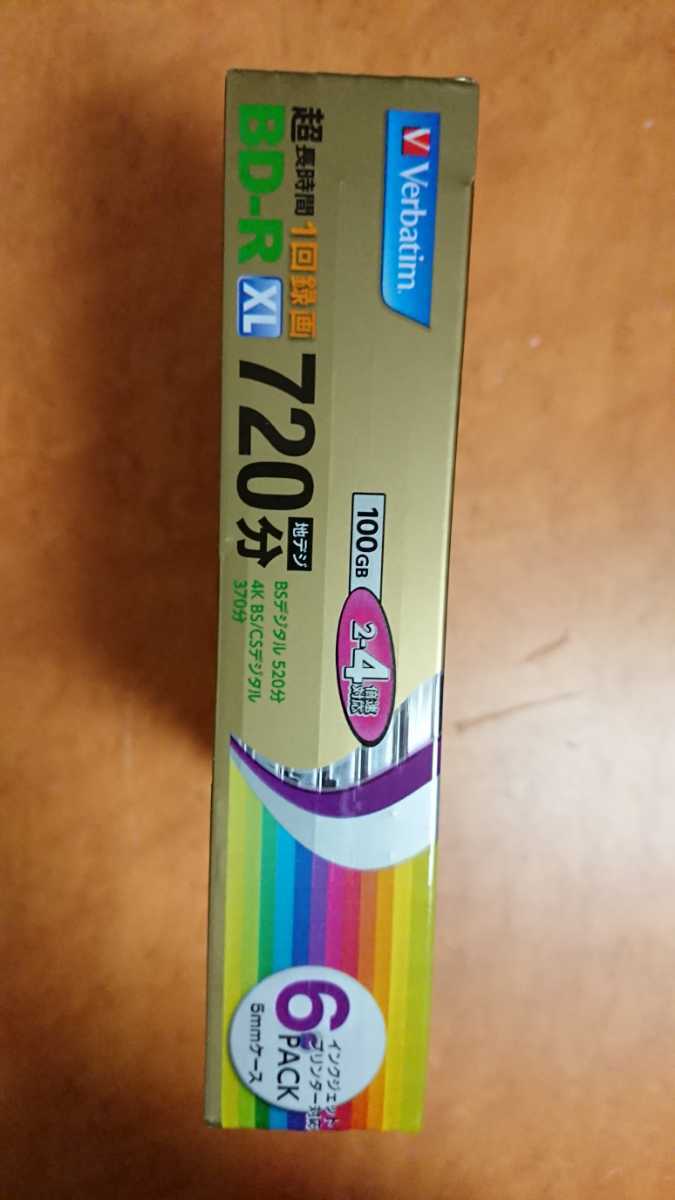 Verbatim
100GB
2-4倍速対応
超長時間 1回録画
BD-R XL 720分 地デジ
BSデジタル 520分
4K BS/CSデジタル
370分
インクジェット
プリンター対応
6PACK
5mmケース